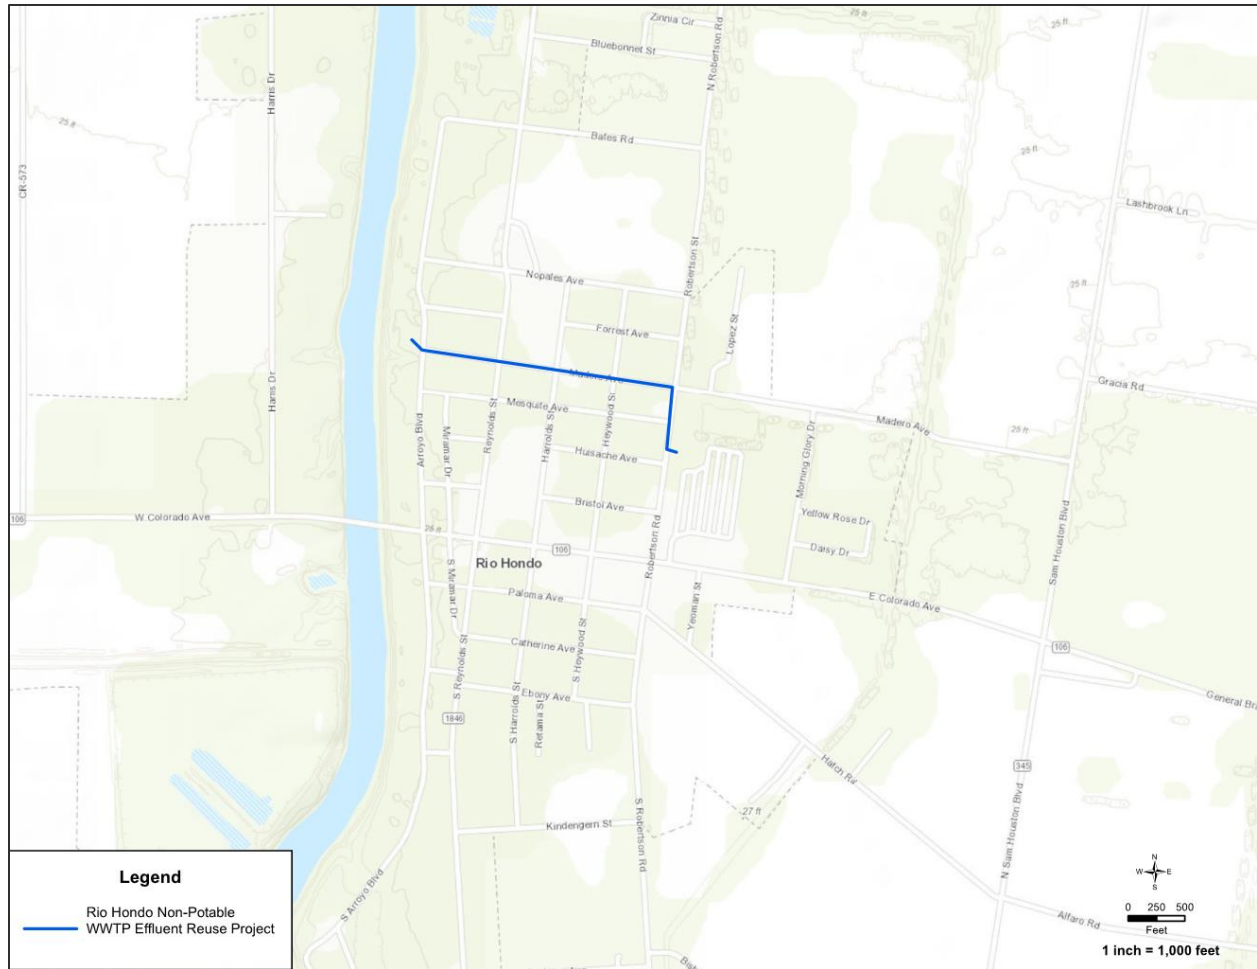 Zinnia Cir
25 ft
Bluebonnet St
N Robertson Rd
Harris Dr
25 ft
Bates Rd
25 ft
CR-573
Lashbrook Ln
Robertson St
Nopales Ave
25 ft
Forrest Ave
Lopez St
Madero Ave
Gracia Rd
Harris Dr
Mesquite Ave
Reynolds St
Heywood S
Madero Ave
25 ft
Arroyo Blvd
Miramar Dr
Harrolds St
Huisache Ave
Morning Glory Dr
Bristol Ave
106
W Colorado Ave
25 ft
Yellow Rose Dr
Sam Houston Blvd
Robertson Rd
106
Daisy Dr
Rio Hondo
S Miramar Dr
Paloma Ave
Yeoman St
E Colorado Ave
Catherine Ave
106
S Reynolds St
S Heywood St
Ebony Ave
General Bra
1846
S Harrolds St
Retama St
Hatch Rd
345
27 ft
Kindengern St
S Robertson Rd
N Sam Houston Blvd
S Arroyo Blvd
Alfaro Rd
Legend
Rio Hondo Non-Potable
WWTP Effluent Reuse Project
N
W E
S
0 250 500
Feet
1 inch = 1,000 feet